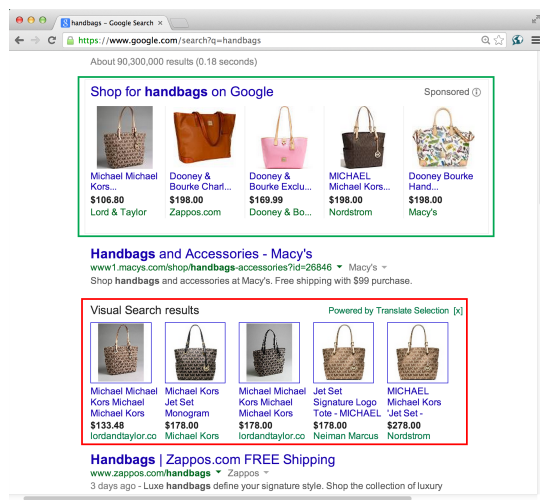 handbags - Google Search
https://www.google.com/search?q=handbags
About 90,300,000 results (0.18 seconds)
Shop for handbags on Google
Sponsored
Michael Michael Kors...
$106.80
Lord & Taylor
Dooney & Bourke Charl...
$198.00
Zappos.com
Dooney & Bourke Exclu...
$169.99
Dooney & Bo...
MICHAEL Michael Kors...
$198.00
Nordstrom
Dooney Bourke Hand...
$198.00
Macy's
Handbags and Accessories - Macy's
www1.macys.com/shop/handbags-accessories?id=26846 Macy's
Shop handbags and accessories at Macy's. Free shipping with $99 purchase.
Visual Search results
Powered by Translate Selection [x]
Michael Michael Kors Michael Michael Kors
$133.48
lordandtaylor.co
Michael Kors Jet Set Monogram
$178.00
Michael Kors
Michael Michael Kors Michael Michael Kors
$178.00
lordandtaylor.co
Jet Set Signature Logo Tote - MICHAEL
$178.00
Neiman Marcus
MICHAEL Michael Kors 'Jet Set -
$278.00
Nordstrom
Handbags | Zappos.com FREE Shipping
www.zappos.com/handbags Zappos
3 days ago - Luxe handbags define your signature style. Shop the collection of luxury